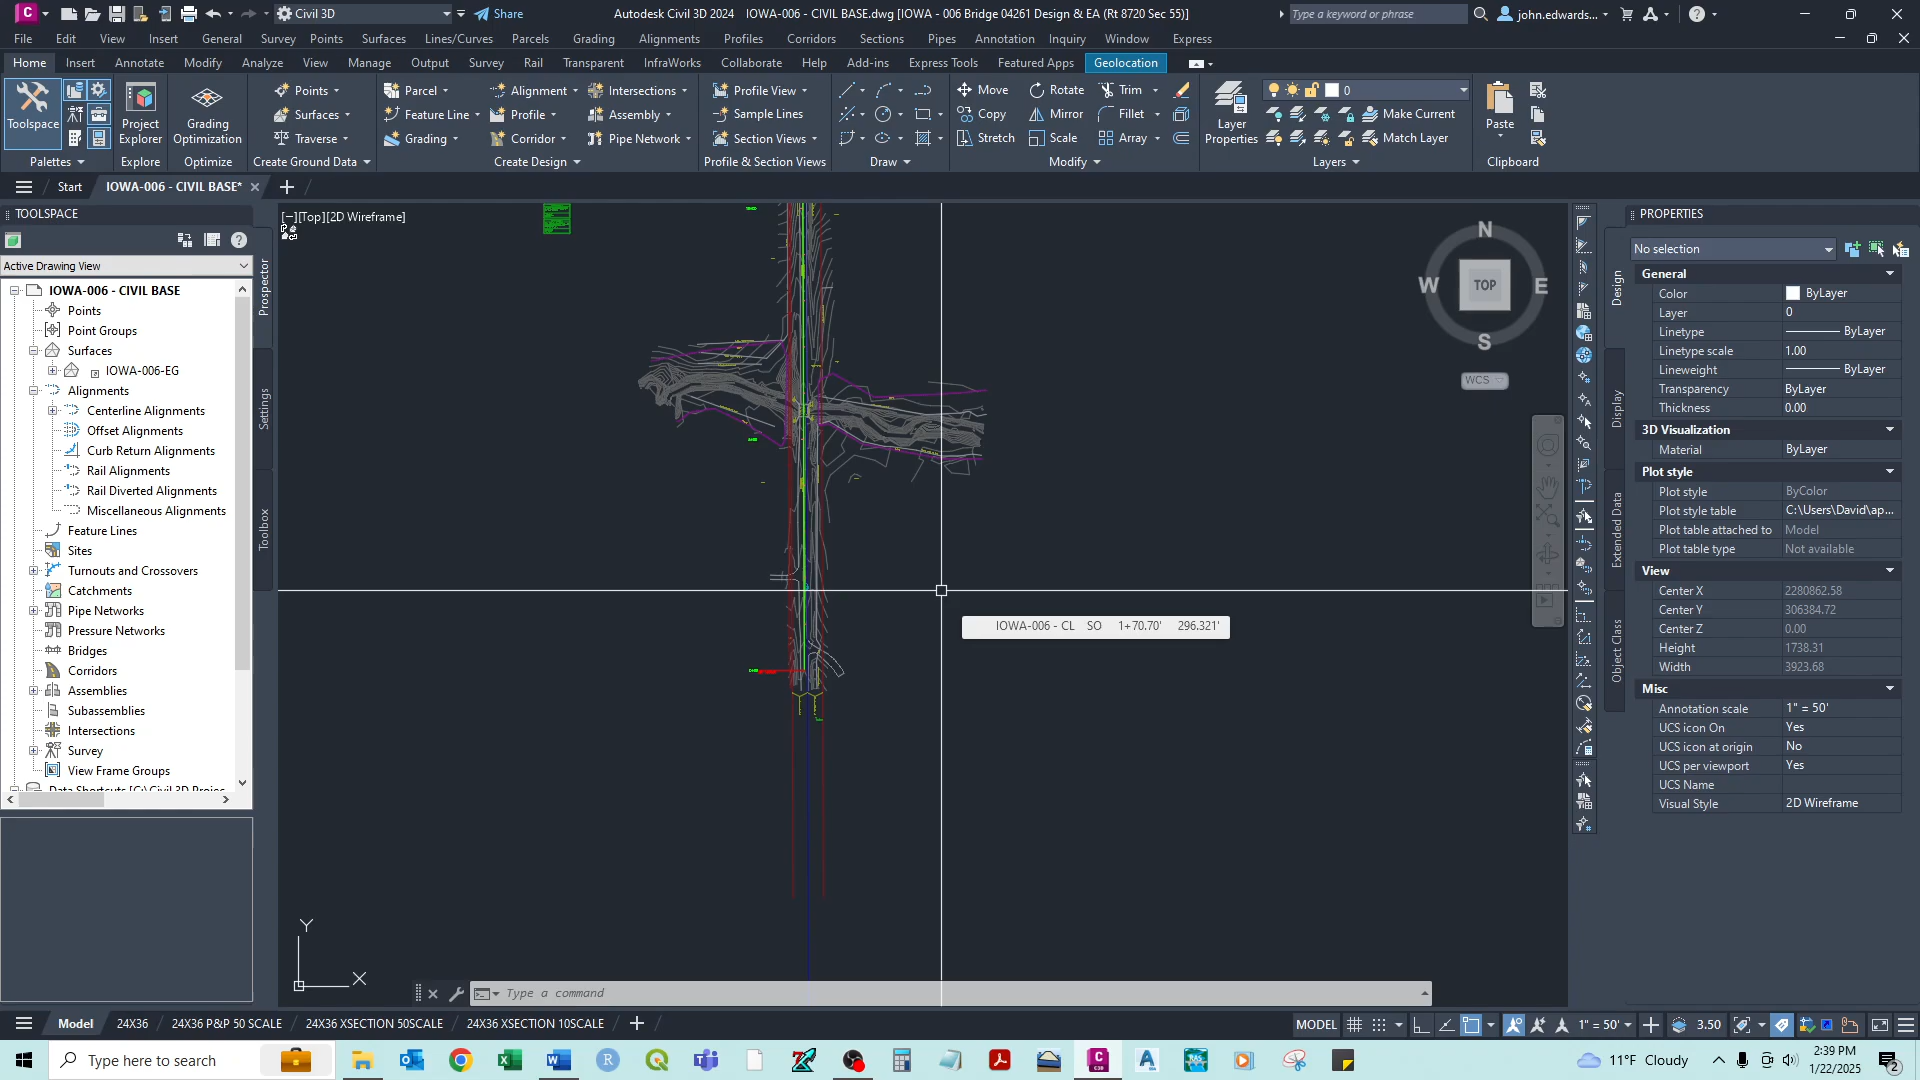 Civil 3D
Share
Autodesk Civil 3D 2024 IOWA-006 - CIVIL BASE.dwg [IOWA - 006 Bridge 04261 Design & EA (Rt 8720 Sec 55)]
Type a keyword or phrase
john.edwards...
File Edit View Insert General Survey Points Surfaces Lines/Curves Parcels Grading Alignments Profiles Corridors Sections Pipes Annotation Inquiry Window Express
Home Insert Annotate Modify Analyze View Manage Output Survey Rail Transparent InfraWorks Collaborate Help Add-ins Express Tools Featured Apps Geolocation
Points Parcel Alignment Intersections Profile View Move Rotate Trim 0
Toolspace Project Explorer Grading Optimization Surfaces Feature Line Profile Assembly Sample Lines Copy Mirror Fillet Layer Properties Make Current Paste
Traverse Grading Corridor Pipe Network Section Views Stretch Scale Array Match Layer
Palettes Explore Optimize Create Ground Data Create Design Profile & Section Views Draw Modify Layers Clipboard
Start IOWA-006 - CIVIL BASE*
TOOLSPACE
Active Drawing View
IOWA-006 - CIVIL BASE
Points
Point Groups
Surfaces
IOWA-006-EG
Alignments
Centerline Alignments
Offset Alignments
Curb Return Alignments
Rail Alignments
Rail Diverted Alignments
Miscellaneous Alignments
Feature Lines
Sites
Turnouts and Crossovers
Catchments
Pipe Networks
Pressure Networks
Bridges
Corridors
Assemblies
Subassemblies
Intersections
Survey
View Frame Groups
Data Shortcuts [C:\Civil 3D Projec
Prospector
Settings
Toolbox
[−][Top][2D Wireframe]
N
W TOP E
S
WCS
IOWA-006 - CL SO 1+70.70' 296.321'
Y
X
Type a command
PROPERTIES
No selection
Design
Display
Extended Data
Object Class
General
Color ByLayer
Layer 0
Linetype ByLayer
Linetype scale 1.00
Lineweight ByLayer
Transparency ByLayer
Thickness 0.00
3D Visualization
Material ByLayer
Plot style
Plot style ByColor
Plot style table C:\Users\David\ap...
Plot table attached to Model
Plot table type Not available
View
Center X 2280862.58
Center Y 306384.72
Center Z 0.00
Height 1738.31
Width 3923.68
Misc
Annotation scale 1" = 50'
UCS icon On Yes
UCS icon at origin No
UCS per viewport Yes
UCS Name
Visual Style 2D Wireframe
Model 24X36 24X36 P&P 50 SCALE 24X36 XSECTION 50SCALE 24X36 XSECTION 10SCALE
MODEL 1" = 50' 3.50
Type here to search
11°F Cloudy
2:39 PM
1/22/2025
2